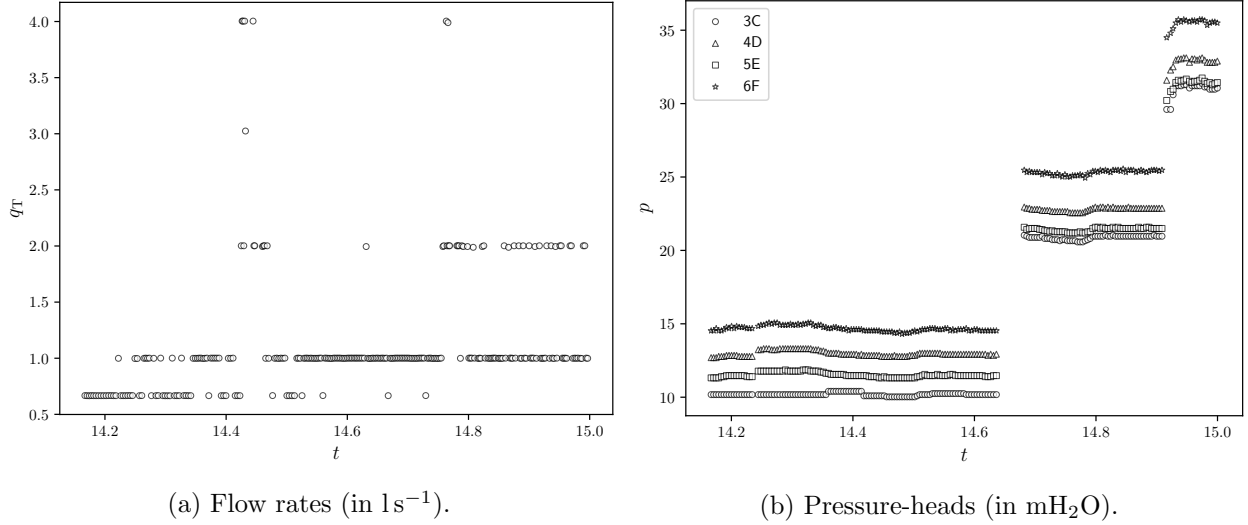 4.0
3.5
3.0
2.5
2.0
1.5
1.0
0.5
q_T
14.2
14.4
14.6
14.8
15.0
t
(a) Flow rates (in l s⁻¹).
3C
4D
5E
6F
35
30
25
20
15
10
p
14.2
14.4
14.6
14.8
15.0
t
(b) Pressure-heads (in mH₂O).